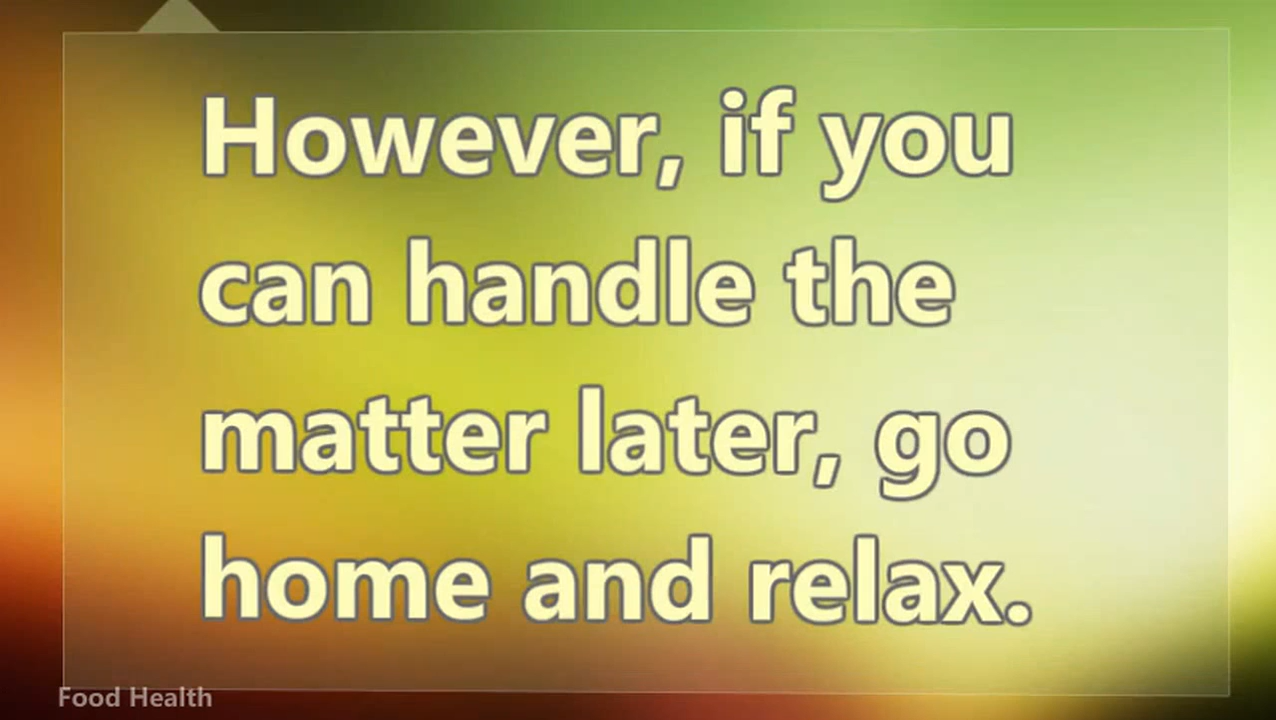 However, if you
can handle the
matter later, go
home and relax.
Food Health